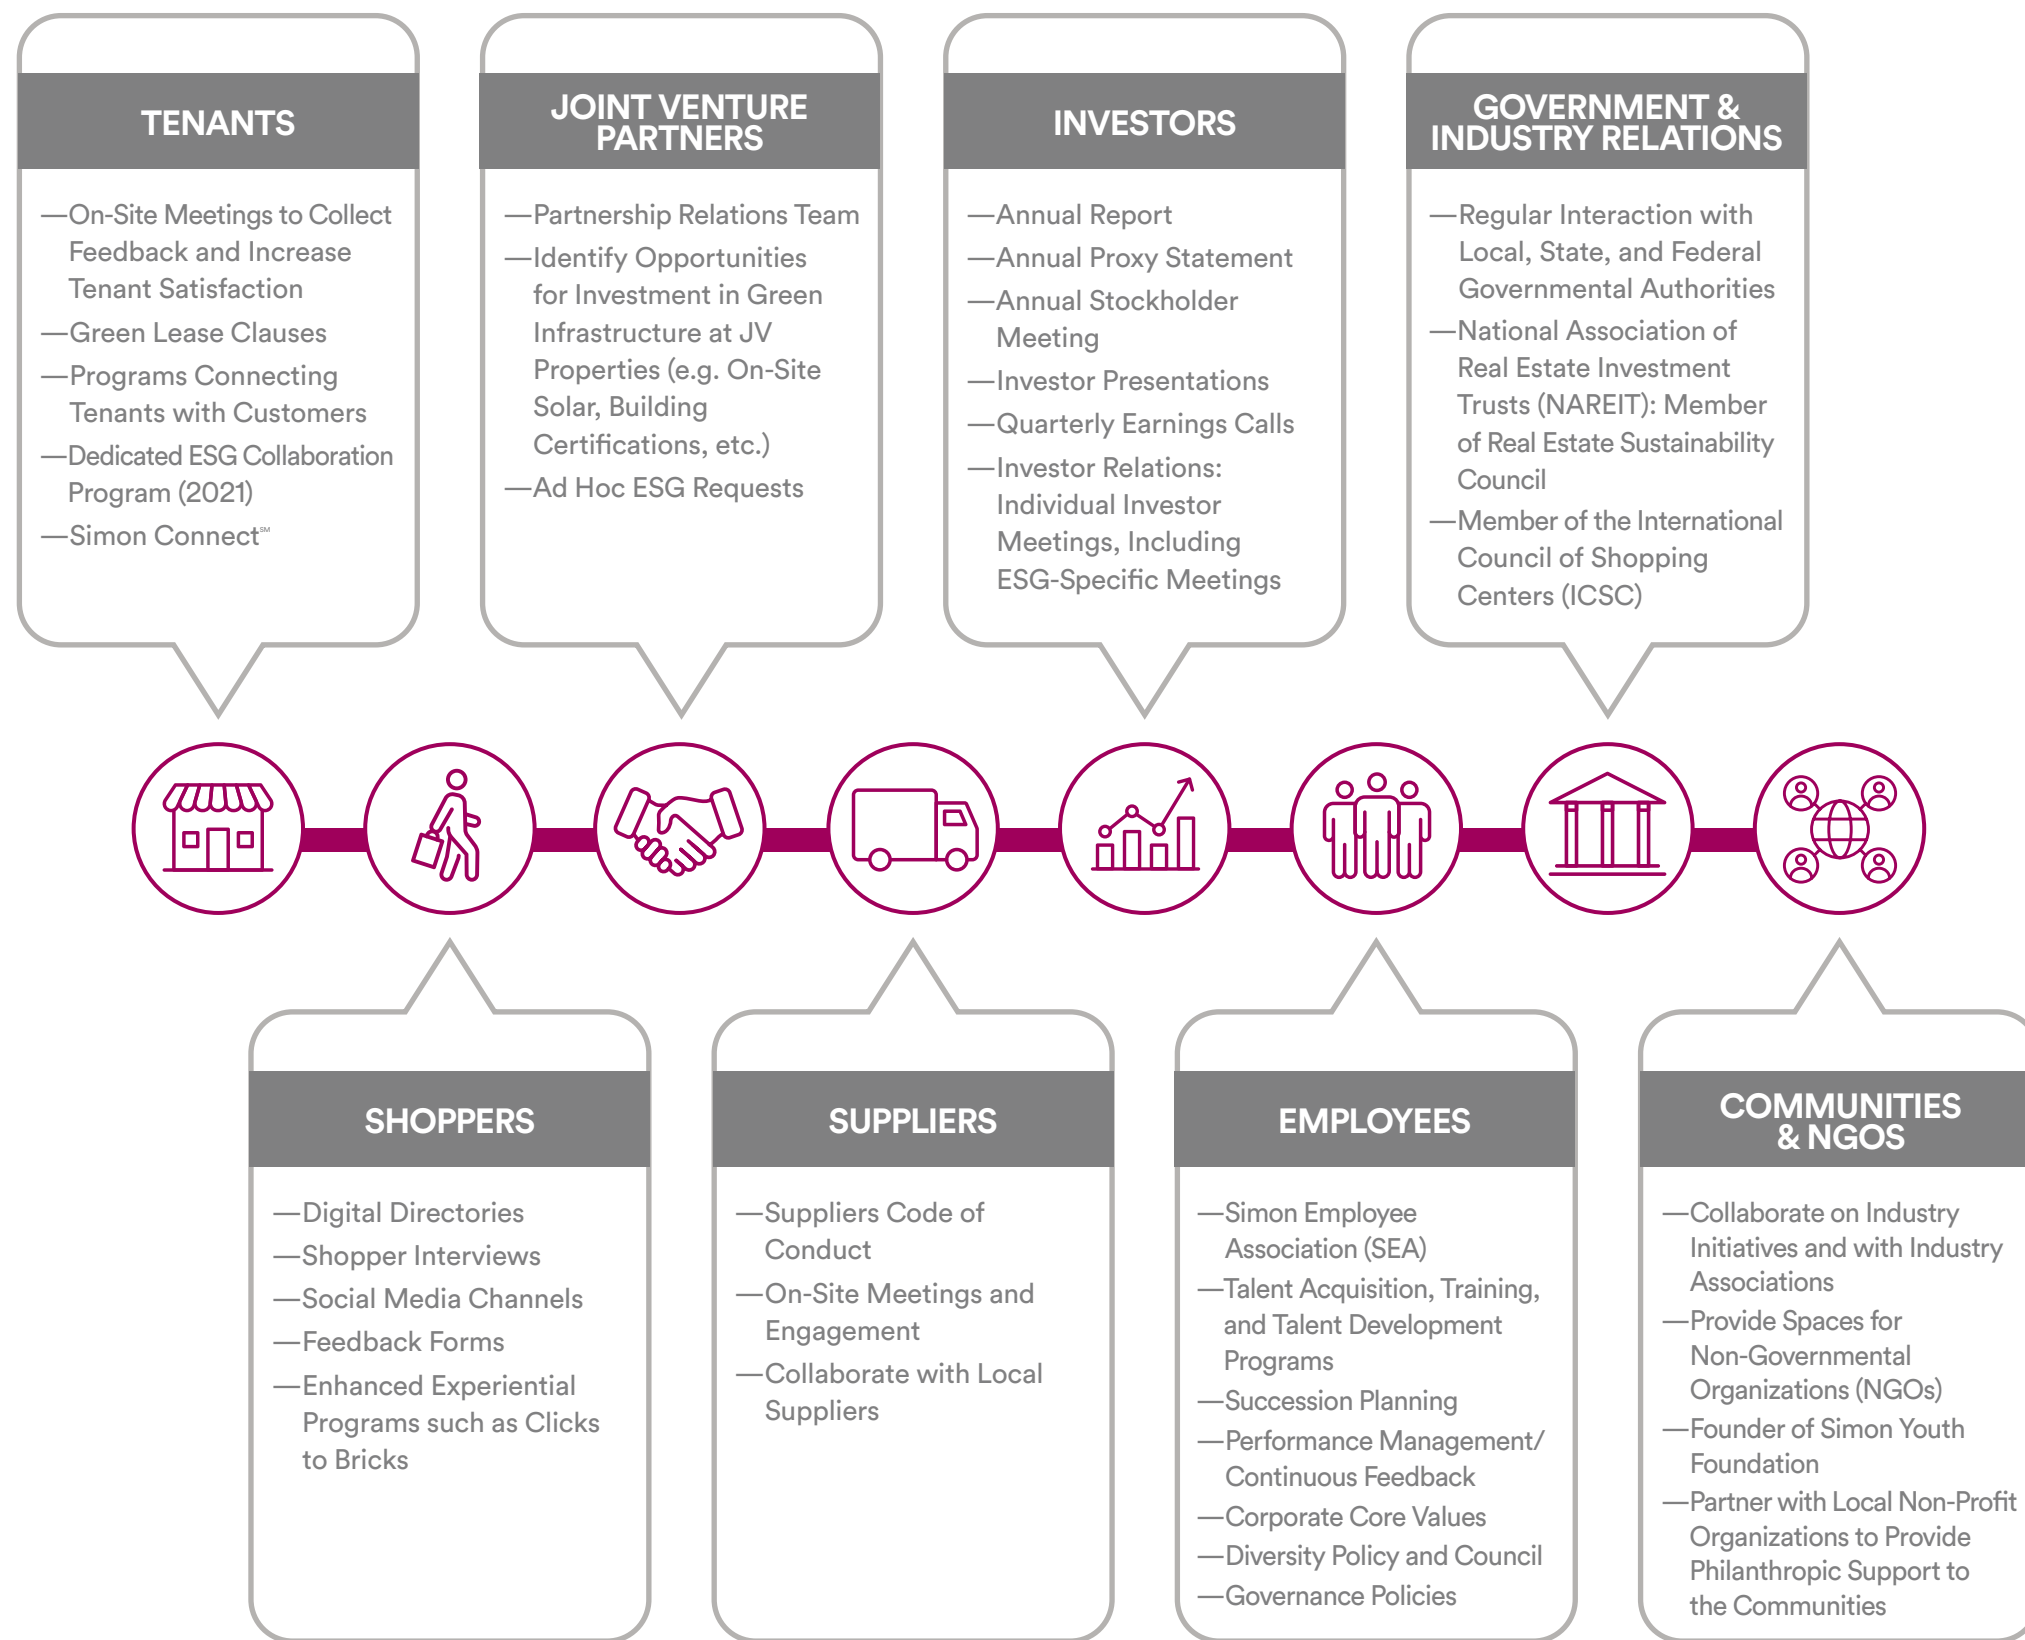 TENANTS
—On-Site Meetings to Collect
Feedback and Increase
Tenant Satisfaction
—Green Lease Clauses
—Programs Connecting
Tenants with Customers
—Dedicated ESG Collaboration
Program (2021)
—Simon Connect℠
JOINT VENTURE
PARTNERS
—Partnership Relations Team
—Identify Opportunities
for Investment in Green
Infrastructure at JV
Properties (e.g. On-Site
Solar, Building
Certifications, etc.)
—Ad Hoc ESG Requests
INVESTORS
—Annual Report
—Annual Proxy Statement
—Annual Stockholder
Meeting
—Investor Presentations
—Quarterly Earnings Calls
—Investor Relations:
Individual Investor
Meetings, Including
ESG-Specific Meetings
GOVERNMENT &
INDUSTRY RELATIONS
—Regular Interaction with
Local, State, and Federal
Governmental Authorities
—National Association of
Real Estate Investment
Trusts (NAREIT): Member
of Real Estate Sustainability
Council
—Member of the International
Council of Shopping
Centers (ICSC)
SHOPPERS
—Digital Directories
—Shopper Interviews
—Social Media Channels
—Feedback Forms
—Enhanced Experiential
Programs such as Clicks
to Bricks
SUPPLIERS
—Suppliers Code of
Conduct
—On-Site Meetings and
Engagement
—Collaborate with Local
Suppliers
EMPLOYEES
—Simon Employee
Association (SEA)
—Talent Acquisition, Training,
and Talent Development
Programs
—Succession Planning
—Performance Management/
Continuous Feedback
—Corporate Core Values
—Diversity Policy and Council
—Governance Policies
COMMUNITIES
& NGOS
—Collaborate on Industry
Initiatives and with Industry
Associations
—Provide Spaces for
Non-Governmental
Organizations (NGOs)
—Founder of Simon Youth
Foundation
—Partner with Local Non-Profit
Organizations to Provide
Philanthropic Support to
the Communities